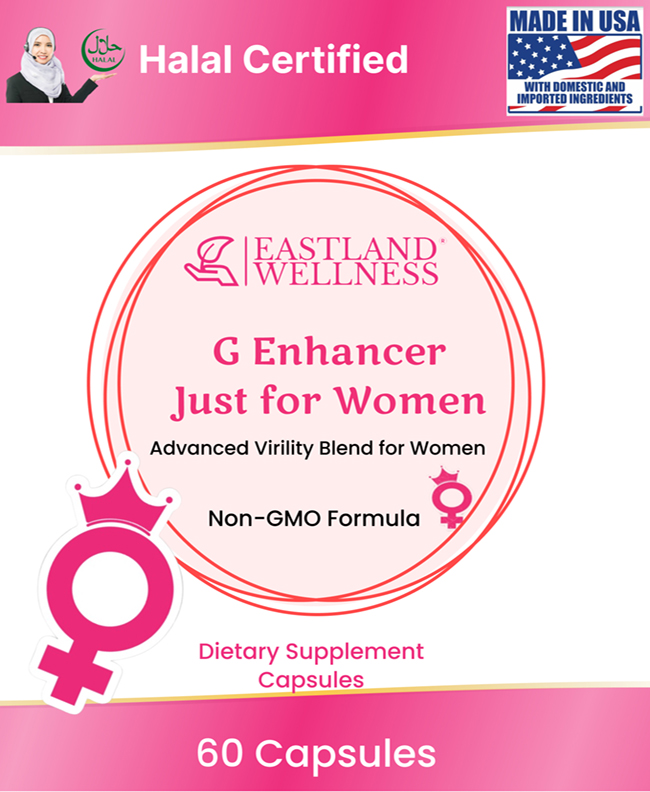 حلال
HALAL
Halal Certified
MADE IN USA
WITH DOMESTIC AND
IMPORTED INGREDIENTS
EASTLAND
WELLNESS
G Enhancer
Just for Women
Advanced Virility Blend for Women
Non-GMO Formula
Dietary Supplement
Capsules
60 Capsules